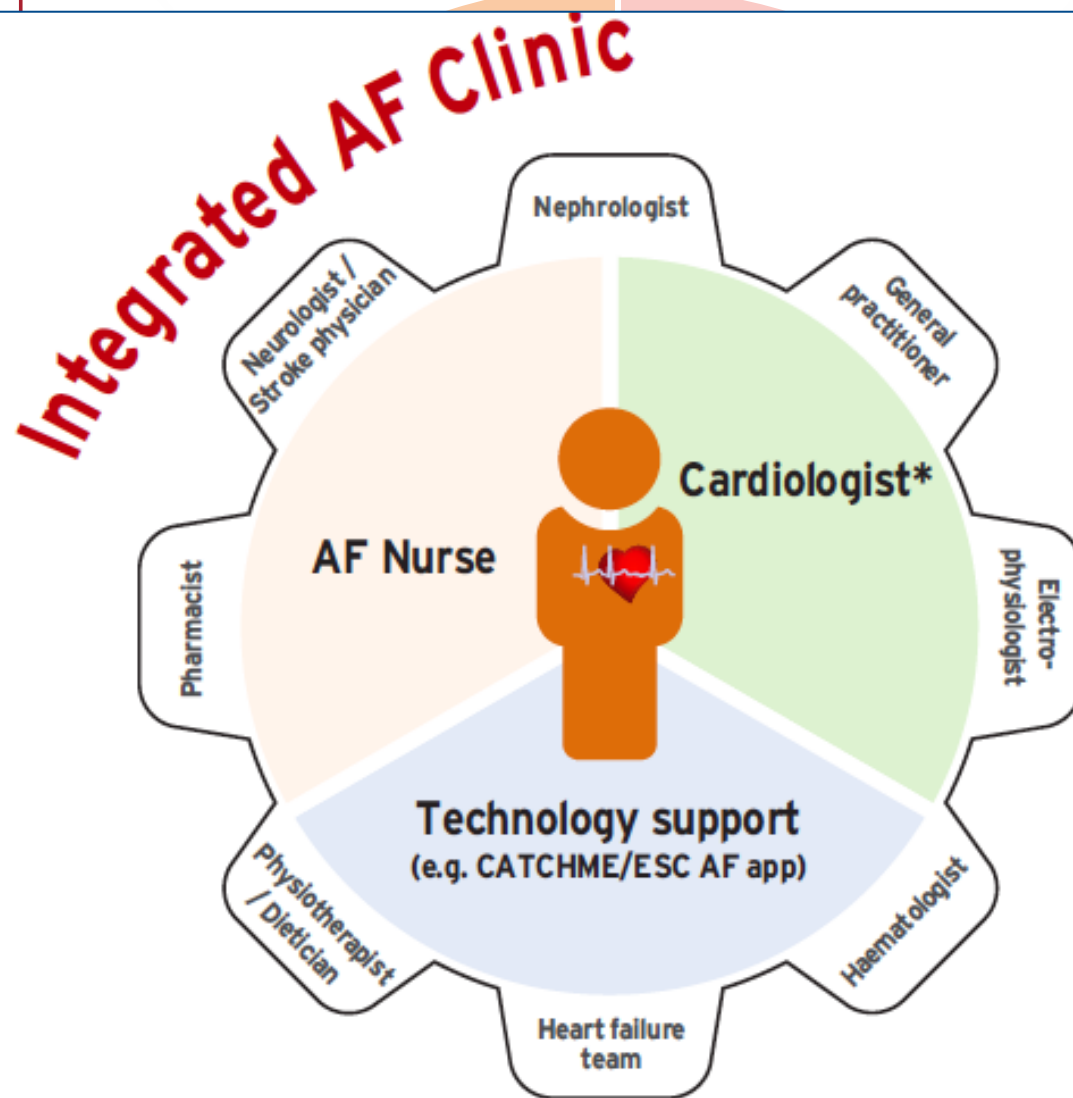 Integrated AF Clinic
Nephrologist
General
practitioner
Neurologist /
Stroke physician
Cardiologist*
AF Nurse
Electro-
physiologist
Pharmacist
Technology support
(e.g. CATCHME/ESC AF app)
Physiotherapist
/ Dietician
Haematologist
Heart failure
team